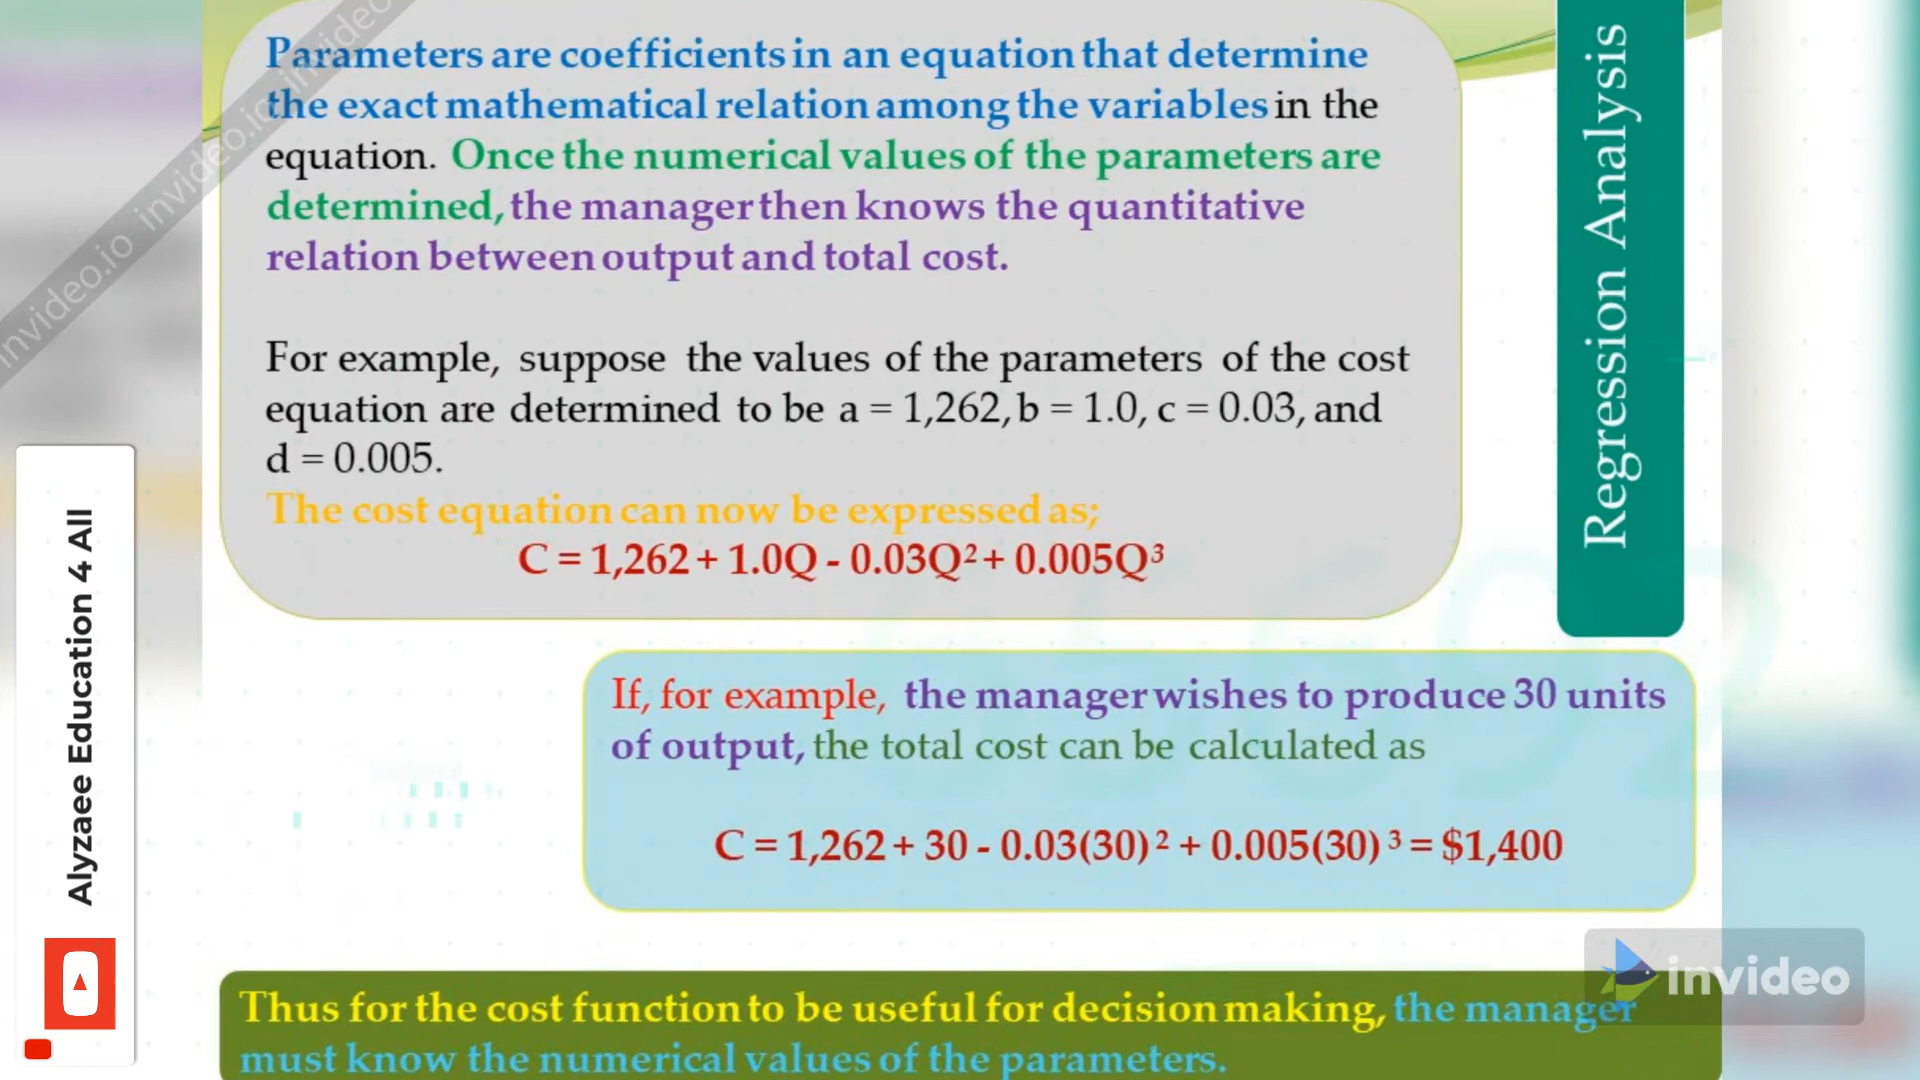 Parameters are coefficients in an equation that determine
the exact mathematical relation among the variables in the
equation. Once the numerical values of the parameters are
determined, the manager then knows the quantitative
relation between output and total cost.
For example, suppose the values of the parameters of the cost
equation are determined to be a = 1,262, b = 1.0, c = 0.03, and
d = 0.005.
The cost equation can now be expressed as;
C = 1,262 + 1.0Q - 0.03Q² + 0.005Q³
Regression Analysis
If, for example, the manager wishes to produce 30 units
of output, the total cost can be calculated as
C = 1,262 + 30 - 0.03(30) ² + 0.005(30) ³ = $1,400
Thus for the cost function to be useful for decision making, the manager
must know the numerical values of the parameters.
Alyzaee Education 4 All
invideo
invideo.io invideo.io invideo